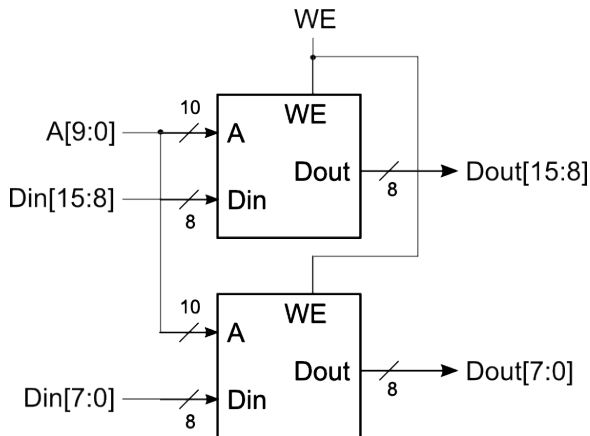 WE
10
WE
A[9:0]
A
Dout
Dout[15:8]
8
Din[15:8]
Din
8
10
WE
A
Dout
Dout[7:0]
8
Din[7:0]
Din
8